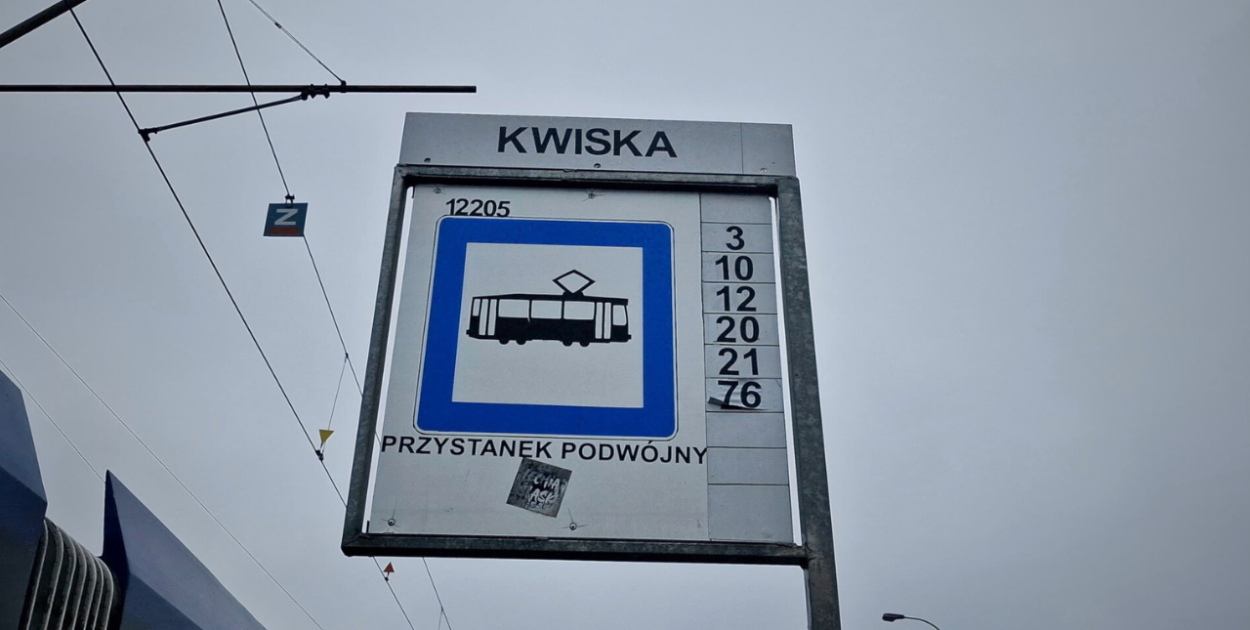 KWISKA
12205
3
10
12
20
21
76
PRZYSTANEK PODWÓJNY
Z